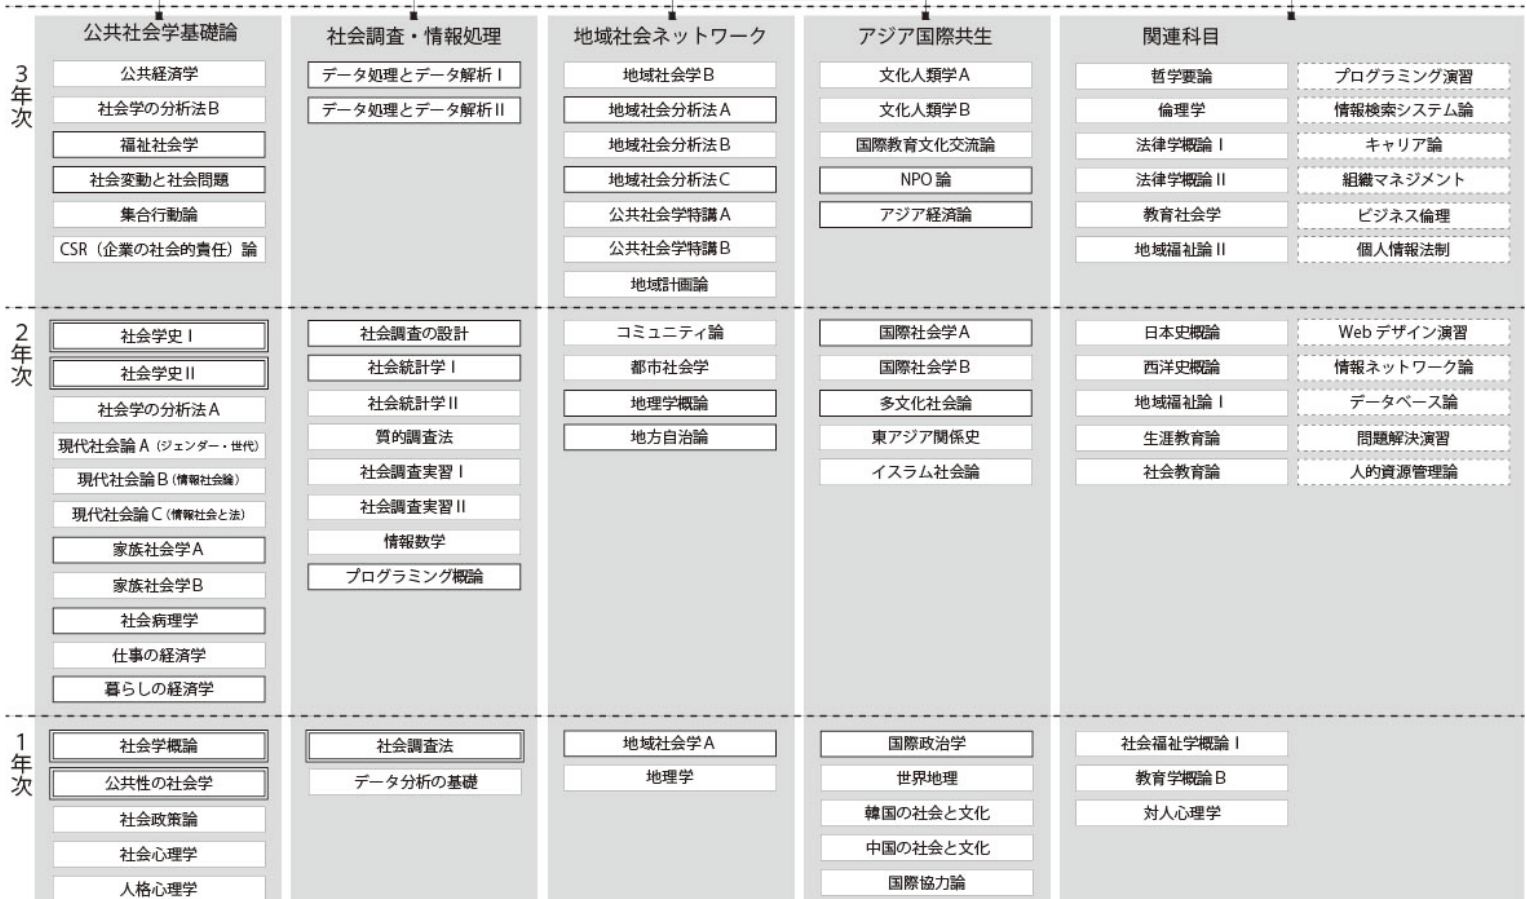 公共社会学基礎論
社会調査・情報処理
地域社会ネットワーク
アジア国際共生
関連科目
3年次
公共経済学
社会学の分析法B
福祉社会学
社会変動と社会問題
集合行動論
CSR（企業の社会的責任）論
データ処理とデータ解析Ⅰ
データ処理とデータ解析Ⅱ
地域社会学B
地域社会分析法A
地域社会分析法B
地域社会分析法C
公共社会学特講A
公共社会学特講B
地域計画論
文化人類学A
文化人類学B
国際教育文化交流論
NPO論
アジア経済論
哲学要論
倫理学
法律学概論Ⅰ
法律学概論Ⅱ
教育社会学
地域福祉論Ⅱ
プログラミング演習
情報検索システム論
キャリア論
組織マネジメント
ビジネス倫理
個人情報法制
2年次
社会学史Ⅰ
社会学史Ⅱ
社会学の分析法A
現代社会論A（ジェンダー・世代）
現代社会論B（情報社会論）
現代社会論C（情報社会と法）
家族社会学A
家族社会学B
社会病理学
仕事の経済学
暮らしの経済学
社会調査の設計
社会統計学Ⅰ
社会統計学Ⅱ
質的調査法
社会調査実習Ⅰ
社会調査実習Ⅱ
情報数学
プログラミング概論
コミュニティ論
都市社会学
地理学概論
地方自治論
国際社会学A
国際社会学B
多文化社会論
東アジア関係史
イスラム社会論
日本史概論
西洋史概論
地域福祉論Ⅰ
生涯教育論
社会教育論
Webデザイン演習
情報ネットワーク論
データベース論
問題解決演習
人的資源管理論
1年次
社会学概論
公共性の社会学
社会政策論
社会心理学
人格心理学
社会調査法
データ分析の基礎
地域社会学A
地理学
国際政治学
世界地理
韓国の社会と文化
中国の社会と文化
国際協力論
社会福祉学概論Ⅰ
教育学概論B
対人心理学